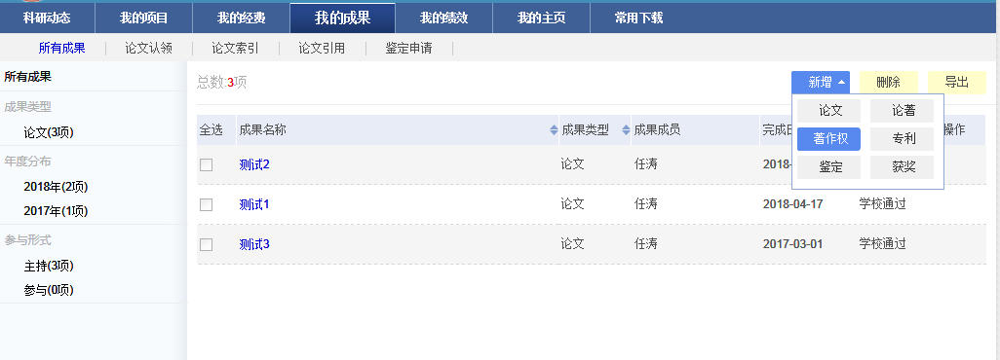 科研动态 我的项目 我的经费 我的成果 我的绩效 我的主页 常用下载
所有成果 论文认领 论文索引 论文引用 鉴定申请
所有成果
成果类型
论文(3项)
年度分布
2018年(2项)
2017年(1项)
参与形式
主持(3项)
参与(0项)
总数:3项
新增 删除 导出
论文 论著
著作权 专利
鉴定 获奖
全选 成果名称 成果类型 成果成员 完成 操作
测试2 论文 任涛 2018-
测试1 论文 任涛 2018-04-17 学校通过
测试3 论文 任涛 2017-03-01 学校通过